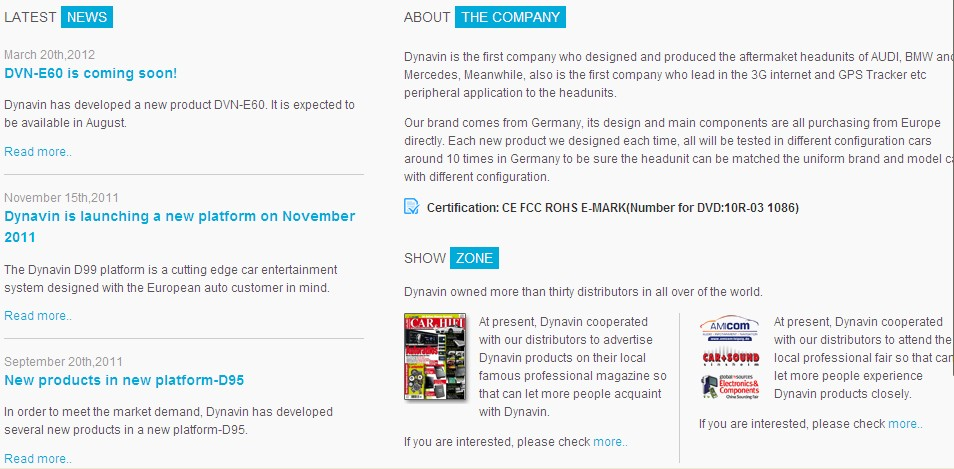 LATEST NEWS
March 20th,2012
DVN-E60 is coming soon!
Dynavin has developed a new product DVN-E60. It is expected to
be available in August.
Read more..
November 15th,2011
Dynavin is launching a new platform on November
2011
The Dynavin D99 platform is a cutting edge car entertainment
system designed with the European auto customer in mind.
Read more..
September 20th,2011
New products in new platform-D95
In order to meet the market demand, Dynavin has developed
several new products in a new platform-D95.
Read more..
ABOUT THE COMPANY
Dynavin is the first company who designed and produced the aftermaket headunits of AUDI, BMW and
Mercedes, Meanwhile, also is the first company who lead in the 3G internet and GPS Tracker etc
peripheral application to the headunits.
Our brand comes from Germany, its design and main components are all purchasing from Europe
directly. Each new product we designed each time, all will be tested in different configuration cars
around 10 times in Germany to be sure the headunit can be matched the uniform brand and model ca
with different configuration.
Certification: CE FCC ROHS E-MARK(Number for DVD:10R-03 1086)
SHOW ZONE
Dynavin owned more than thirty distributors in all over of the world.
CAR HIFI
At present, Dynavin cooperated
with our distributors to advertise
Dynavin products on their local
famous professional magazine so
that can let more people acquaint
with Dynavin.
If you are interested, please check more..
AMICOM
CAR+SOUND
sinsheim
global sources
Electronics &
Components
China Sourcing Fair
At present, Dynavin cooperated
with our distributors to attend the
local professional fair so that can
let more people experience
Dynavin products closely.
If you are interested, please check more..